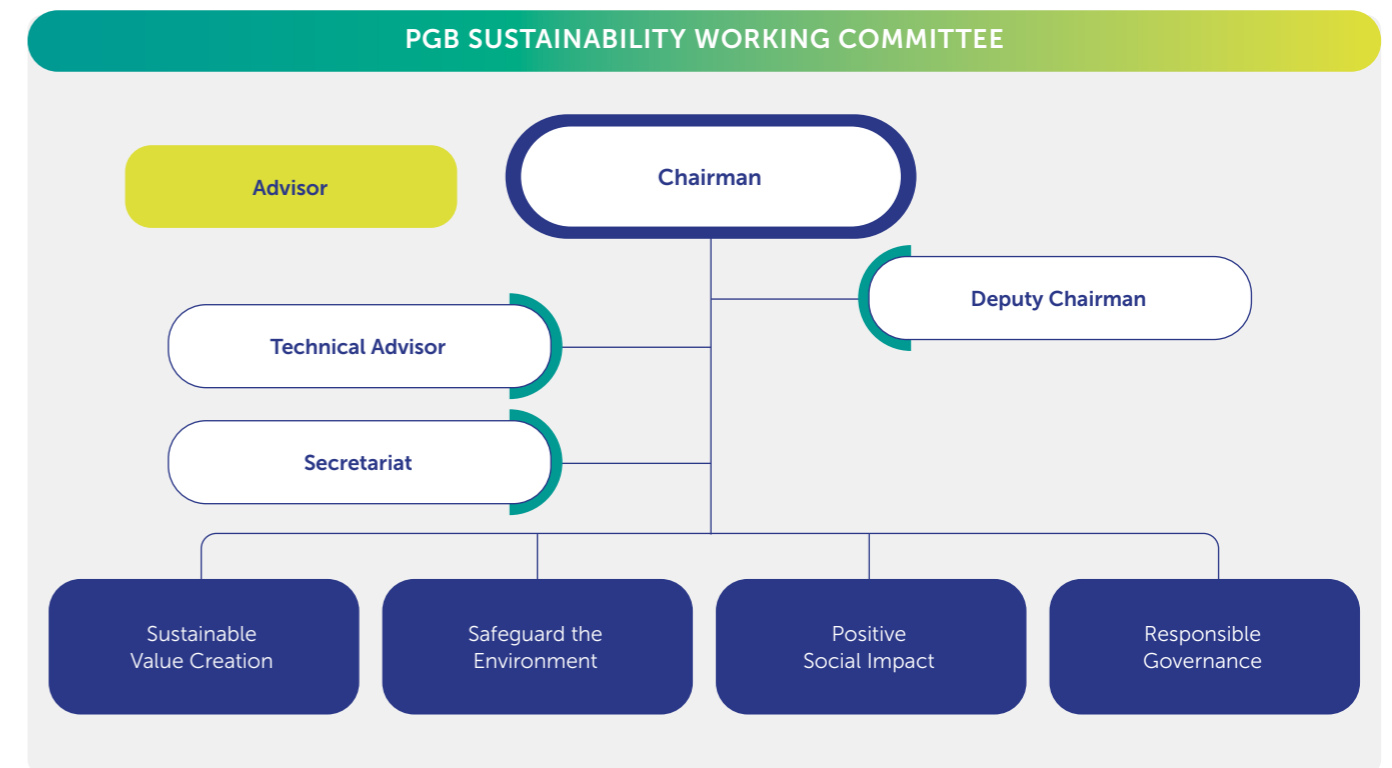 PGB SUSTAINABILITY WORKING COMMITTEE
Advisor
Chairman
Deputy Chairman
Technical Advisor
Secretariat
Sustainable
Value Creation
Safeguard the
Environment
Positive
Social Impact
Responsible
Governance